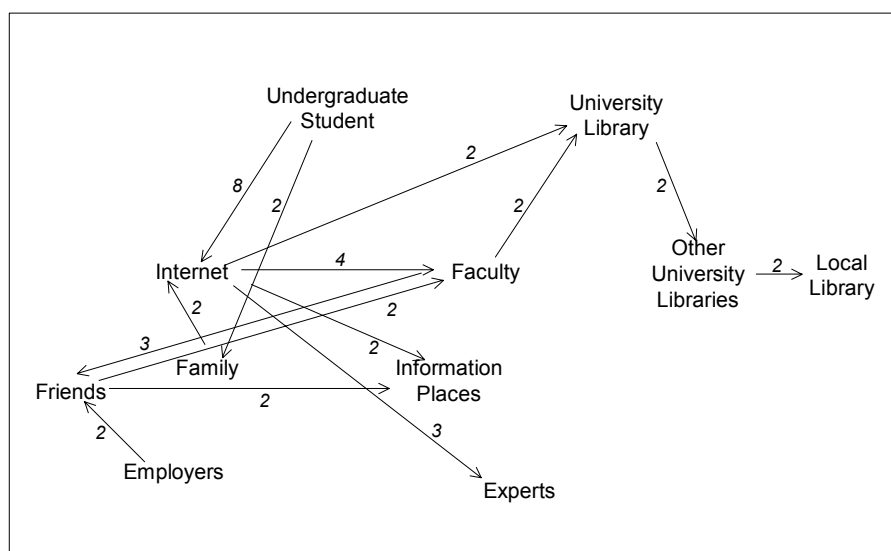 Undergraduate
Student
University
Library
2
8
2
2
2
Internet
4
Faculty
Other
University
Libraries
2
Local
Library
2
2
3
2
Family
Information
Places
Friends
2
2
3
Employers
Experts